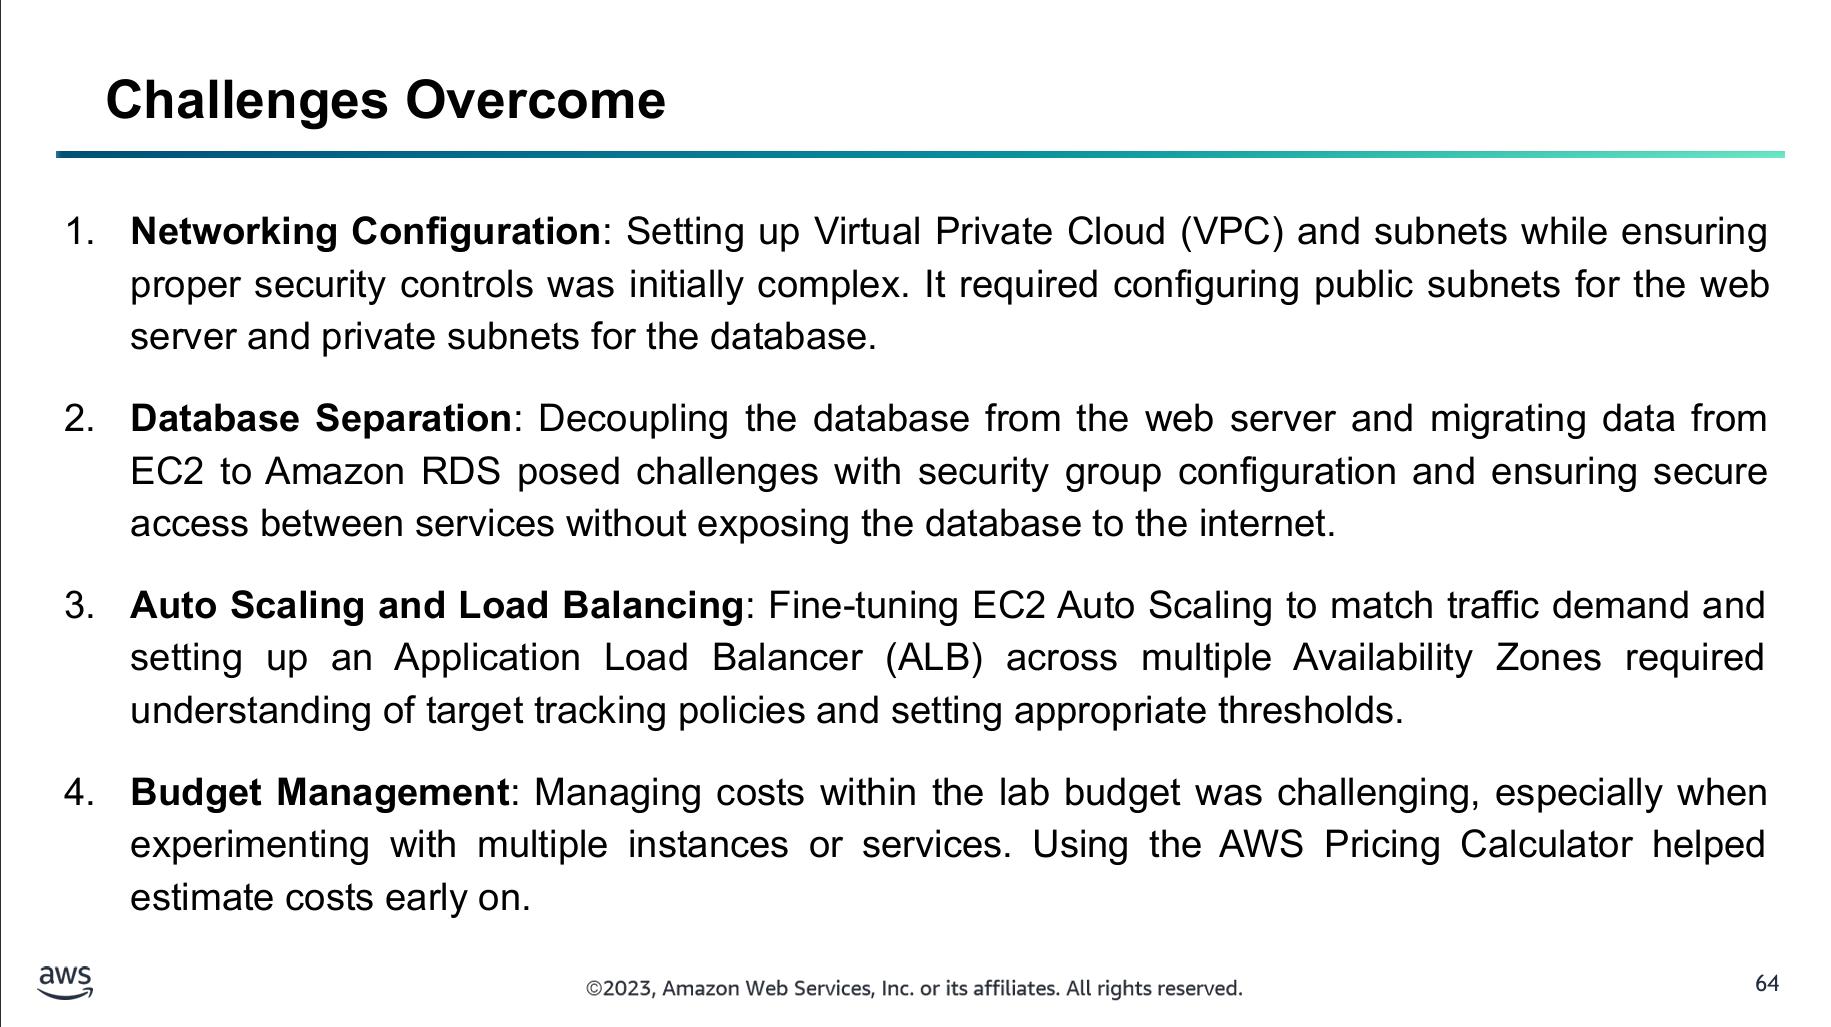 Challenges Overcome
1. Networking Configuration: Setting up Virtual Private Cloud (VPC) and subnets while ensuring
proper security controls was initially complex. It required configuring public subnets for the web
server and private subnets for the database.
2. Database Separation: Decoupling the database from the web server and migrating data from
EC2 to Amazon RDS posed challenges with security group configuration and ensuring secure
access between services without exposing the database to the internet.
3. Auto Scaling and Load Balancing: Fine-tuning EC2 Auto Scaling to match traffic demand and
setting up an Application Load Balancer (ALB) across multiple Availability Zones required
understanding of target tracking policies and setting appropriate thresholds.
4. Budget Management: Managing costs within the lab budget was challenging, especially when
experimenting with multiple instances or services. Using the AWS Pricing Calculator helped
estimate costs early on.
aws
©2023, Amazon Web Services, Inc. or its affiliates. All rights reserved.
64